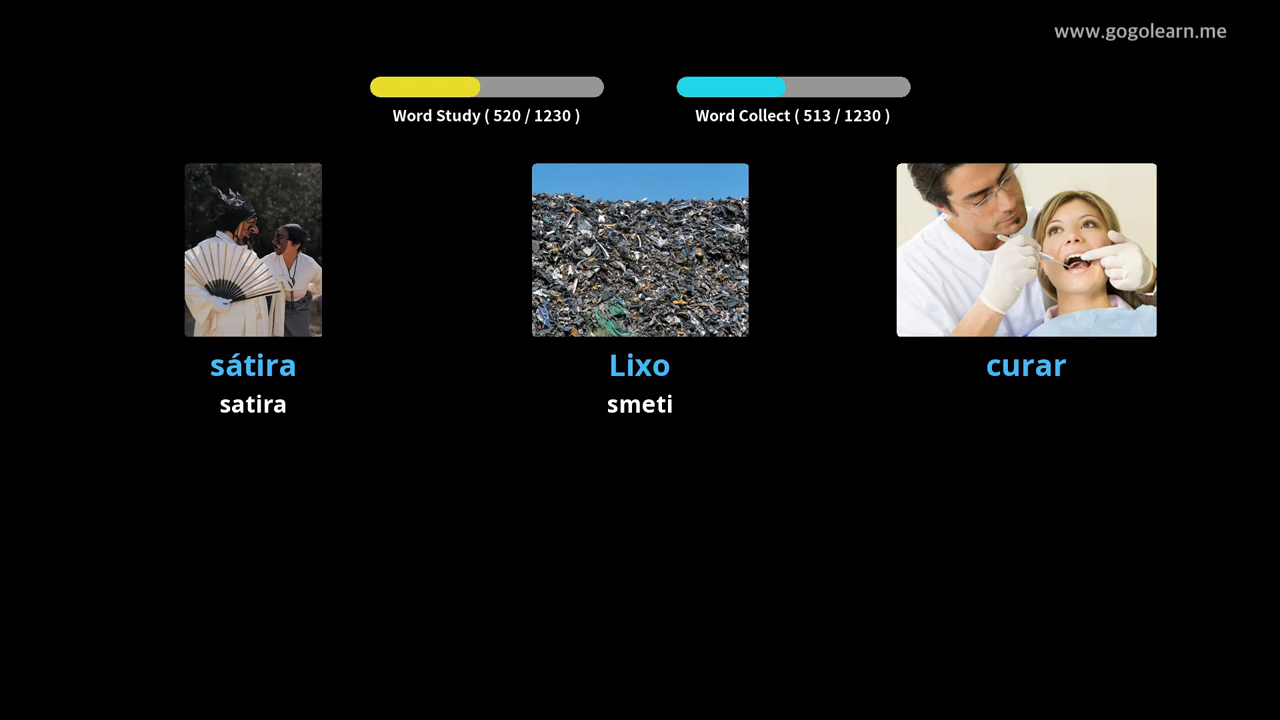 www.gogolearn.me
Word Study ( 520 / 1230 )
Word Collect ( 513 / 1230 )
sátira
Lixo
curar
satira
smeti